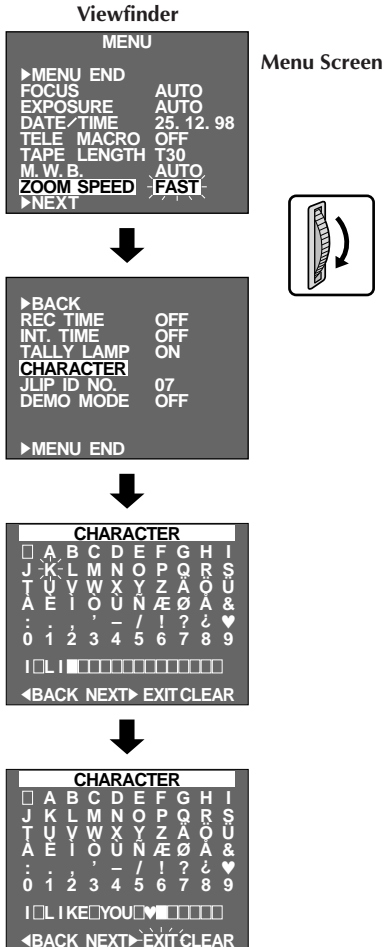 Viewfinder
Menu Screen
MENU
▶MENU END
FOCUS AUTO
EXPOSURE AUTO
DATE/TIME 25. 12. 98
TELE MACRO OFF
TAPE LENGTH T30
M. W. B. AUTO
ZOOM SPEED FAST
▶NEXT
▶BACK
REC TIME OFF
INT. TIME OFF
TALLY LAMP ON
CHARACTER
JLIP ID NO. 07
DEMO MODE OFF
▶MENU END
CHARACTER
□ A B C D E F G H I
J K L M N O P Q R S
T U V W X Y Z Ä Ö Ü
À È Ì Ò Ù Ñ Æ Ø Å &
: . , ’ – / ! ? ¿ ♥
0 1 2 3 4 5 6 7 8 9
I□L I■□□□□□□□□□□□□□
◀BACK NEXT▶ EXIT CLEAR
CHARACTER
□ A B C D E F G H I
J K L M N O P Q R S
T U V W X Y Z Ä Ö Ü
À È Ì Ò Ù Ñ Æ Ø Å &
: . , ’ – / ! ? ¿ ♥
0 1 2 3 4 5 6 7 8 9
I□L I KE□YOU□♥■□□□□□
◀BACK NEXT▶ EXIT CLEAR